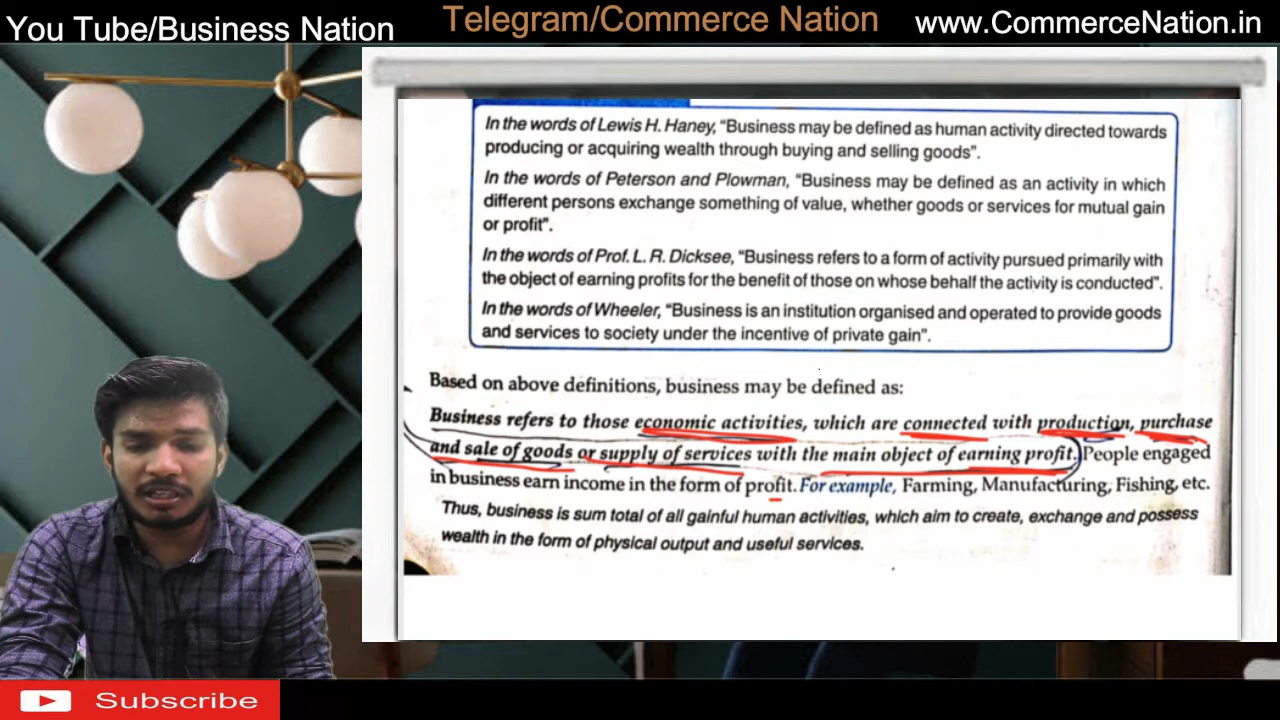 You Tube/Business Nation
Telegram/Commerce Nation
www.CommerceNation.in
In the words of Lewis H. Haney, “Business may be defined as human activity directed towards
producing or acquiring wealth through buying and selling goods”.
In the words of Peterson and Plowman, “Business may be defined as an activity in which
different persons exchange something of value, whether goods or services for mutual gain
or profit”.
In the words of Prof. L. R. Dicksee, “Business refers to a form of activity pursued primarily with
the object of earning profits for the benefit of those on whose behalf the activity is conducted”.
In the words of Wheeler, “Business is an institution organised and operated to provide goods
and services to society under the incentive of private gain”.
Based on above definitions, business may be defined as:
Business refers to those economic activities, which are connected with production, purchase
and sale of goods or supply of services with the main object of earning profit. People engaged
in business earn income in the form of profit. For example, Farming, Manufacturing, Fishing, etc.
Thus, business is sum total of all gainful human activities, which aim to create, exchange and possess
wealth in the form of physical output and useful services.
Subscribe